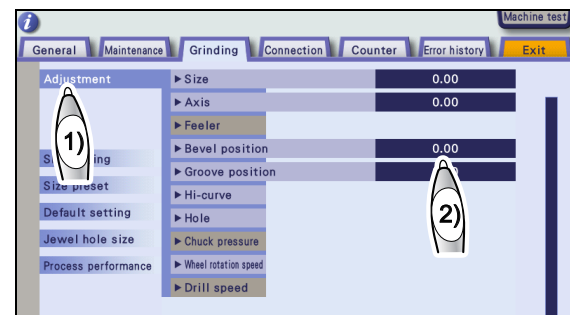 i
Machine test
General Maintenance Grinding Connection Counter Error history Exit
Adjustment
Size preset
Default setting
Jewel hole size
Process performance
▶ Size 0.00
▶ Axis 0.00
▶ Feeler
▶ Bevel position 0.00
▶ Groove position
▶ Hi-curve
▶ Hole
▶ Chuck pressure
▶ Wheel rotation speed
▶ Drill speed
1)
2)